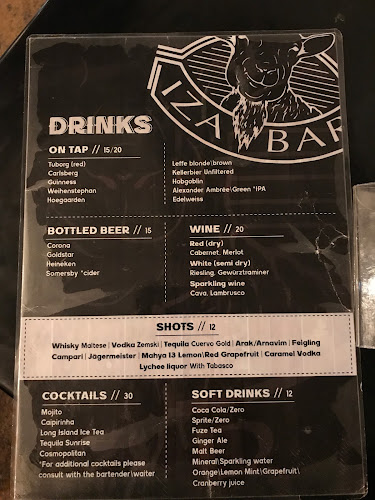 IZA BAR
DRINKS
ON TAP // 15/20
Tuborg (red)
Carlsberg
Guinness
Weihenstephan
Hoegaarden
Leffe blonde\brown
Kellerbier Unfiltered
Hobgoblin
Alexander Ambrée\Green *IPA
Edelweiss
BOTTLED BEER // 15
Corona
Goldstar
Heineken
Somersby *cider
WINE // 20
Red (dry)
Cabernet, Merlot
White (semi dry)
Riesling, Gewürztraminer
Sparkling wine
Cava, Lambrusco
SHOTS // 12
Whisky Maltese | Vodka Zemski | Tequila Cuervo Gold | Arak/Arnavim | Feigling
Campari | Jägermeister | Mahya 13 Lemon\Red Grapefruit | Caramel Vodka
Lychee liquor With Tabasco
COCKTAILS // 30
Mojito
Caipirinha
Long Island Ice Tea
Tequila Sunrise
Cosmopolitan
*For additional cocktails please
consult with the bartender\waiter
SOFT DRINKS // 12
Coca Cola/Zero
Sprite/Zero
Fuze Tea
Ginger Ale
Malt Beer
Mineral\Sparkling water
Orange\Lemon Mint\Grapefruit\
Cranberry juice